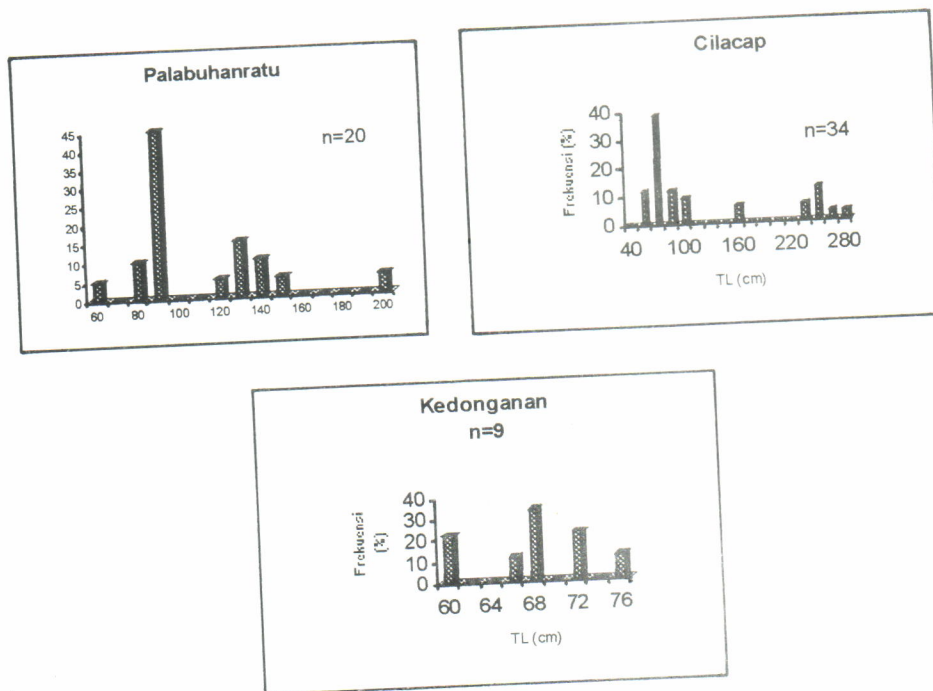 Palabuhanratu
n=20
45
40
35
30
25
20
15
10
5
0
60 80 100 120 140 160 180 200
Cilacap
n=34
Frekuensi (%)
40
30
20
10
0
40 100 160 220 280
TL (cm)
Kedonganan
n=9
Frekuensi
(%)
40
30
20
10
0
60 64 68 72 76
TL (cm)